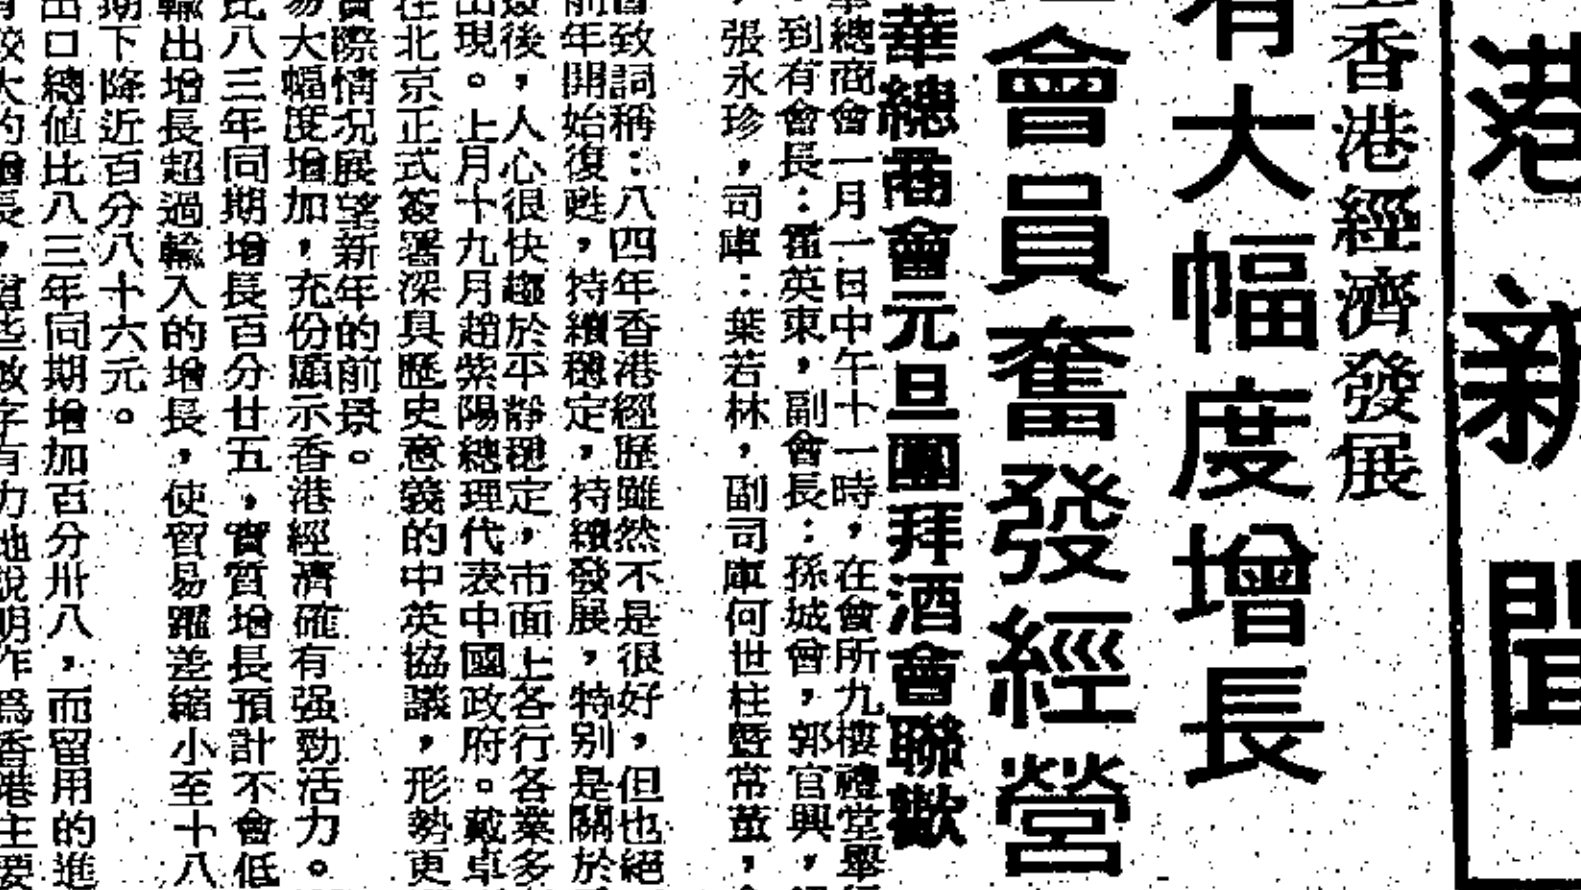 港新聞
香港經濟發展
有大幅度增長
會員奮發經營
華總商會元旦團拜酒會聯歡
總商會一月一日中午十一時，在會所九樓禮堂舉
到有會長：霍英東，副會長：孫城曾，郭官興，
張永珍，司庫：葉若林，副司庫何世柱暨常董，
致詞稱：八四年香港經歷雖然不是很好，但也絕
前年開始復甦，持續穩定，持續發展，特別是關於
後，人心很快趨於平靜穩定，市面上各行各業多
出現。上月十九月趙紫陽總理代表中國政府。戴卓
在北京正式簽署深具歷史意義的中英協議，形勢更
實際情況展望新年的前景。
易大幅度增加，充份顯示香港經濟確有强勁活力。
比八三年同期增長百分廿五，實質增長預計不會低
輸出增長超過輸入的增長，使貿易躍差縮小至十八
期下降近百分八十六元。
出口總值比八三年同期增加百分卅八，而留用的進
有較大的增長，這些數字有力地說明作爲香港主要